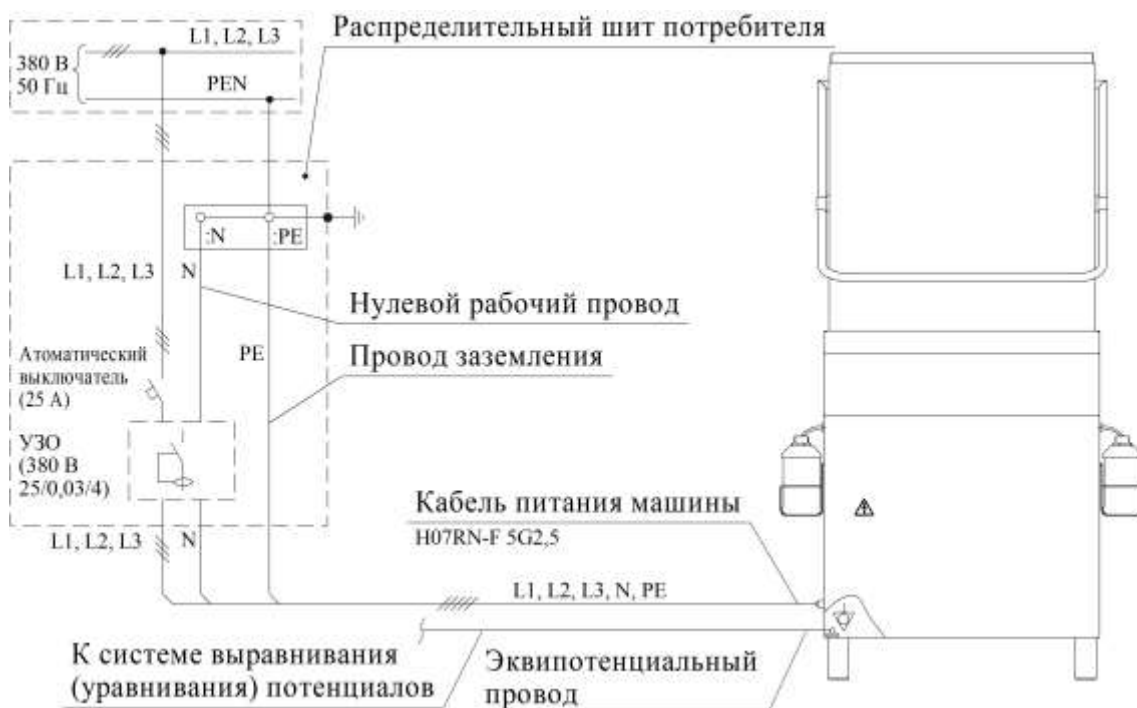 Распределительный шит потребителя
L1, L2, L3
380 В
50 Гц
PEN
:N
:PE
L1, L2, L3
N
Нулевой рабочий провод
PE
Провод заземления
Атоматический
выключатель
(25 А)
УЗО
(380 В
25/0,03/4)
Кабель питания машины
H07RN-F 5G2,5
L1, L2, L3
N
L1, L2, L3, N, PE
К системе выравнивания
(уравнивания) потенциалов
Эквипотенциальный
провод